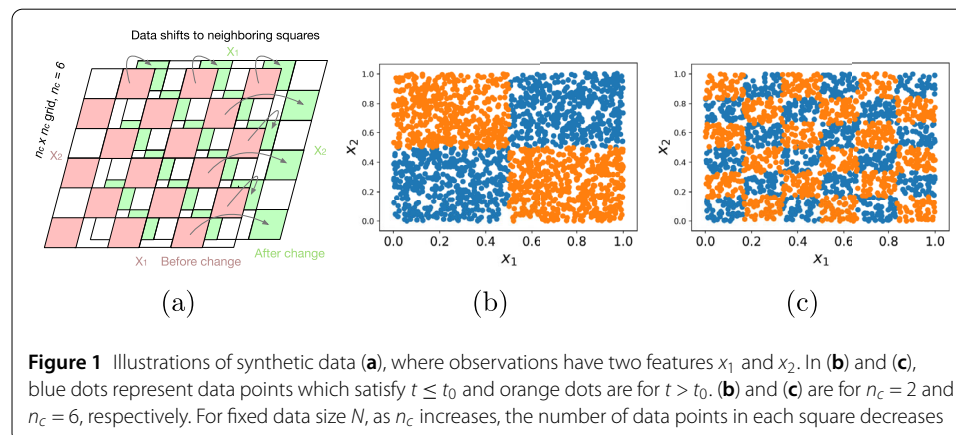 Data shifts to neighboring squares
X1
n_c x n_c grid, n_c = 6
X2
X2
X1 Before change
After change
(a)
1.0
0.8
0.6
0.4
0.2
0.0
x₂
0.0 0.2 0.4 0.6 0.8 1.0
x₁
(b)
1.0
0.8
0.6
0.4
0.2
0.0
x₂
0.0 0.2 0.4 0.6 0.8 1.0
x₁
(c)
Figure 1 Illustrations of synthetic data (a), where observations have two features x₁ and x₂. In (b) and (c),
blue dots represent data points which satisfy t ≤ t₀ and orange dots are for t > t₀. (b) and (c) are for n_c = 2 and
n_c = 6, respectively. For fixed data size N, as n_c increases, the number of data points in each square decreases